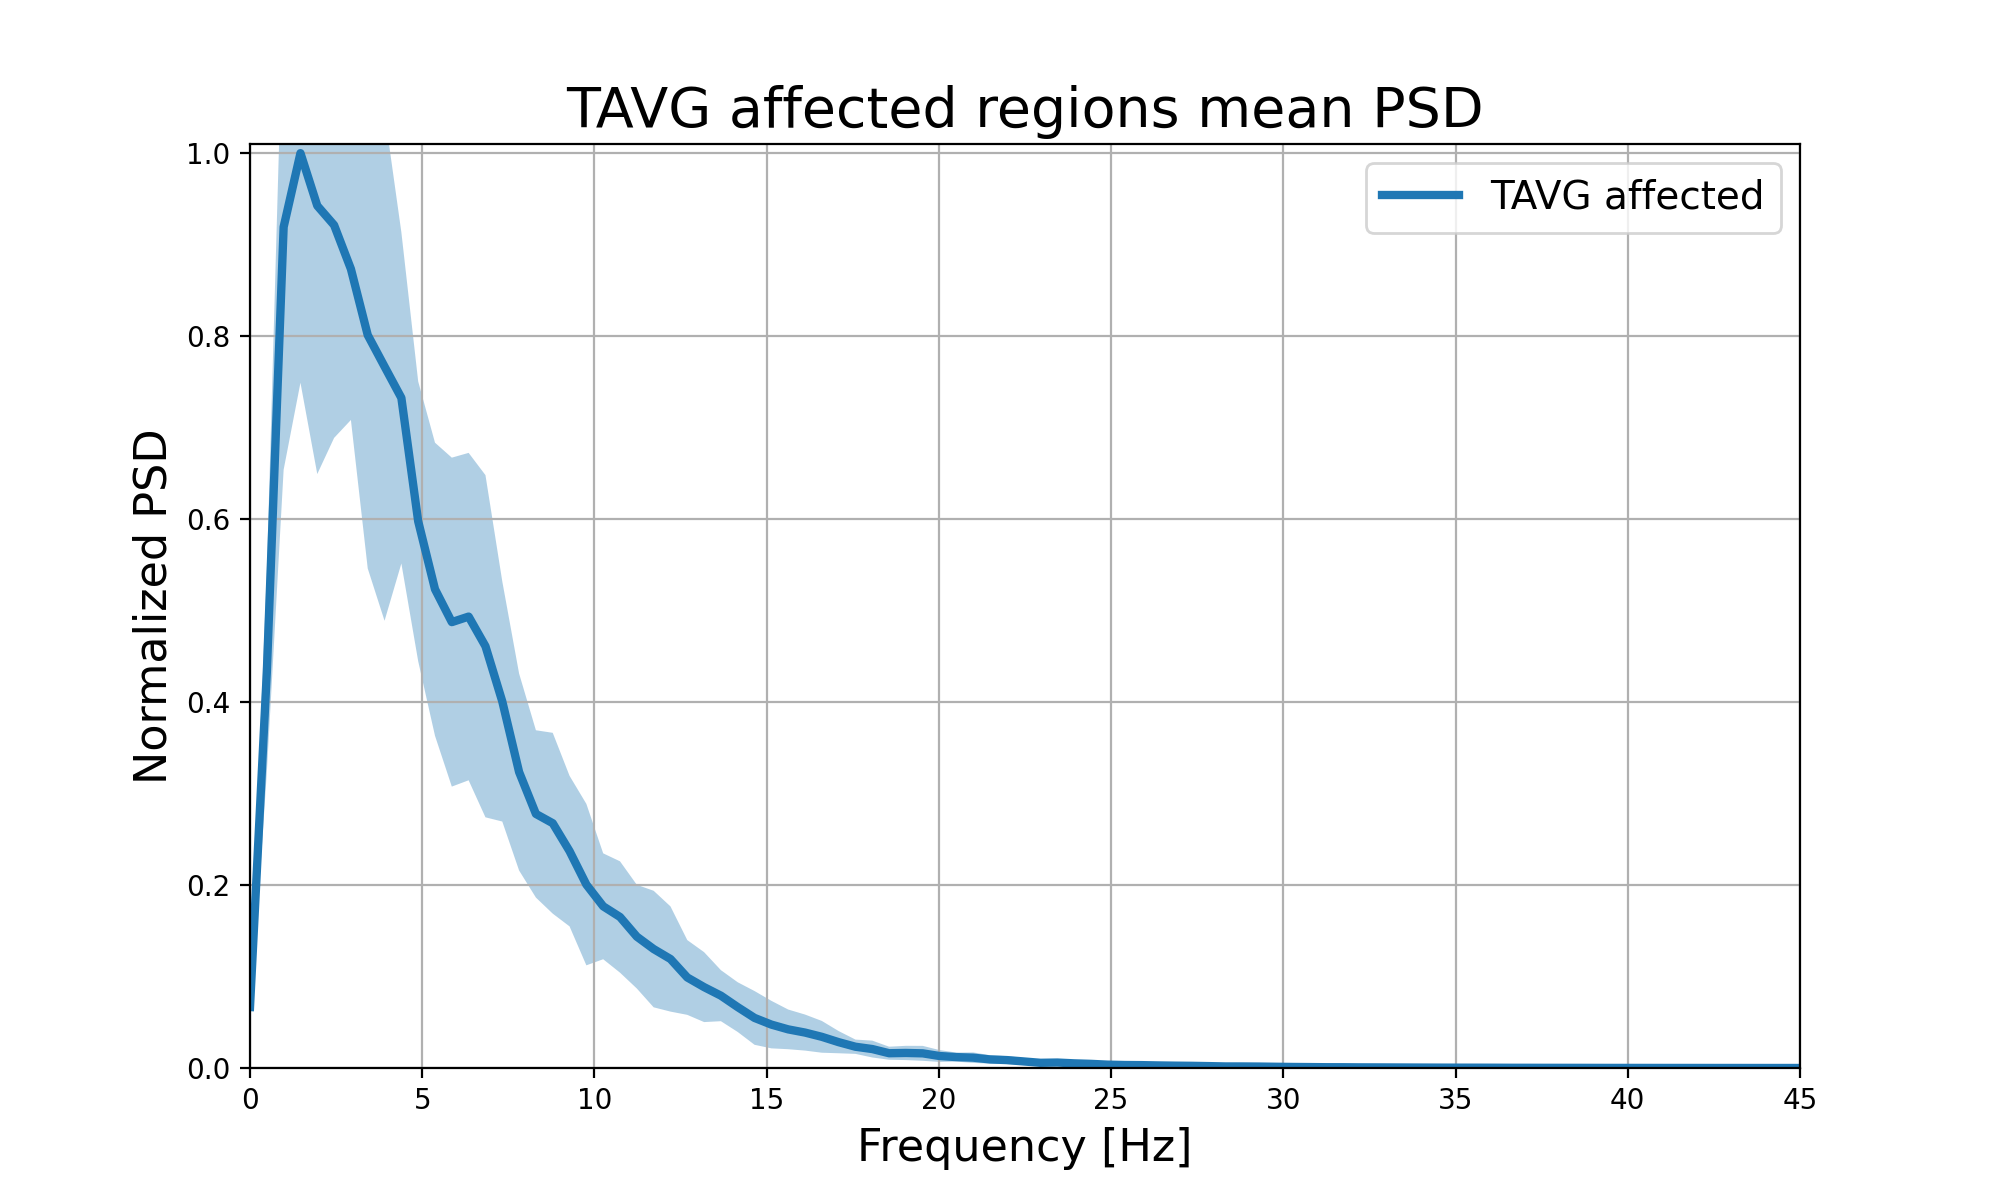 TAVG affected regions mean PSD
TAVG affected
Normalized PSD
1.0
0.8
0.6
0.4
0.2
0.0
0 5 10 15 20 25 30 35 40 45
Frequency [Hz]